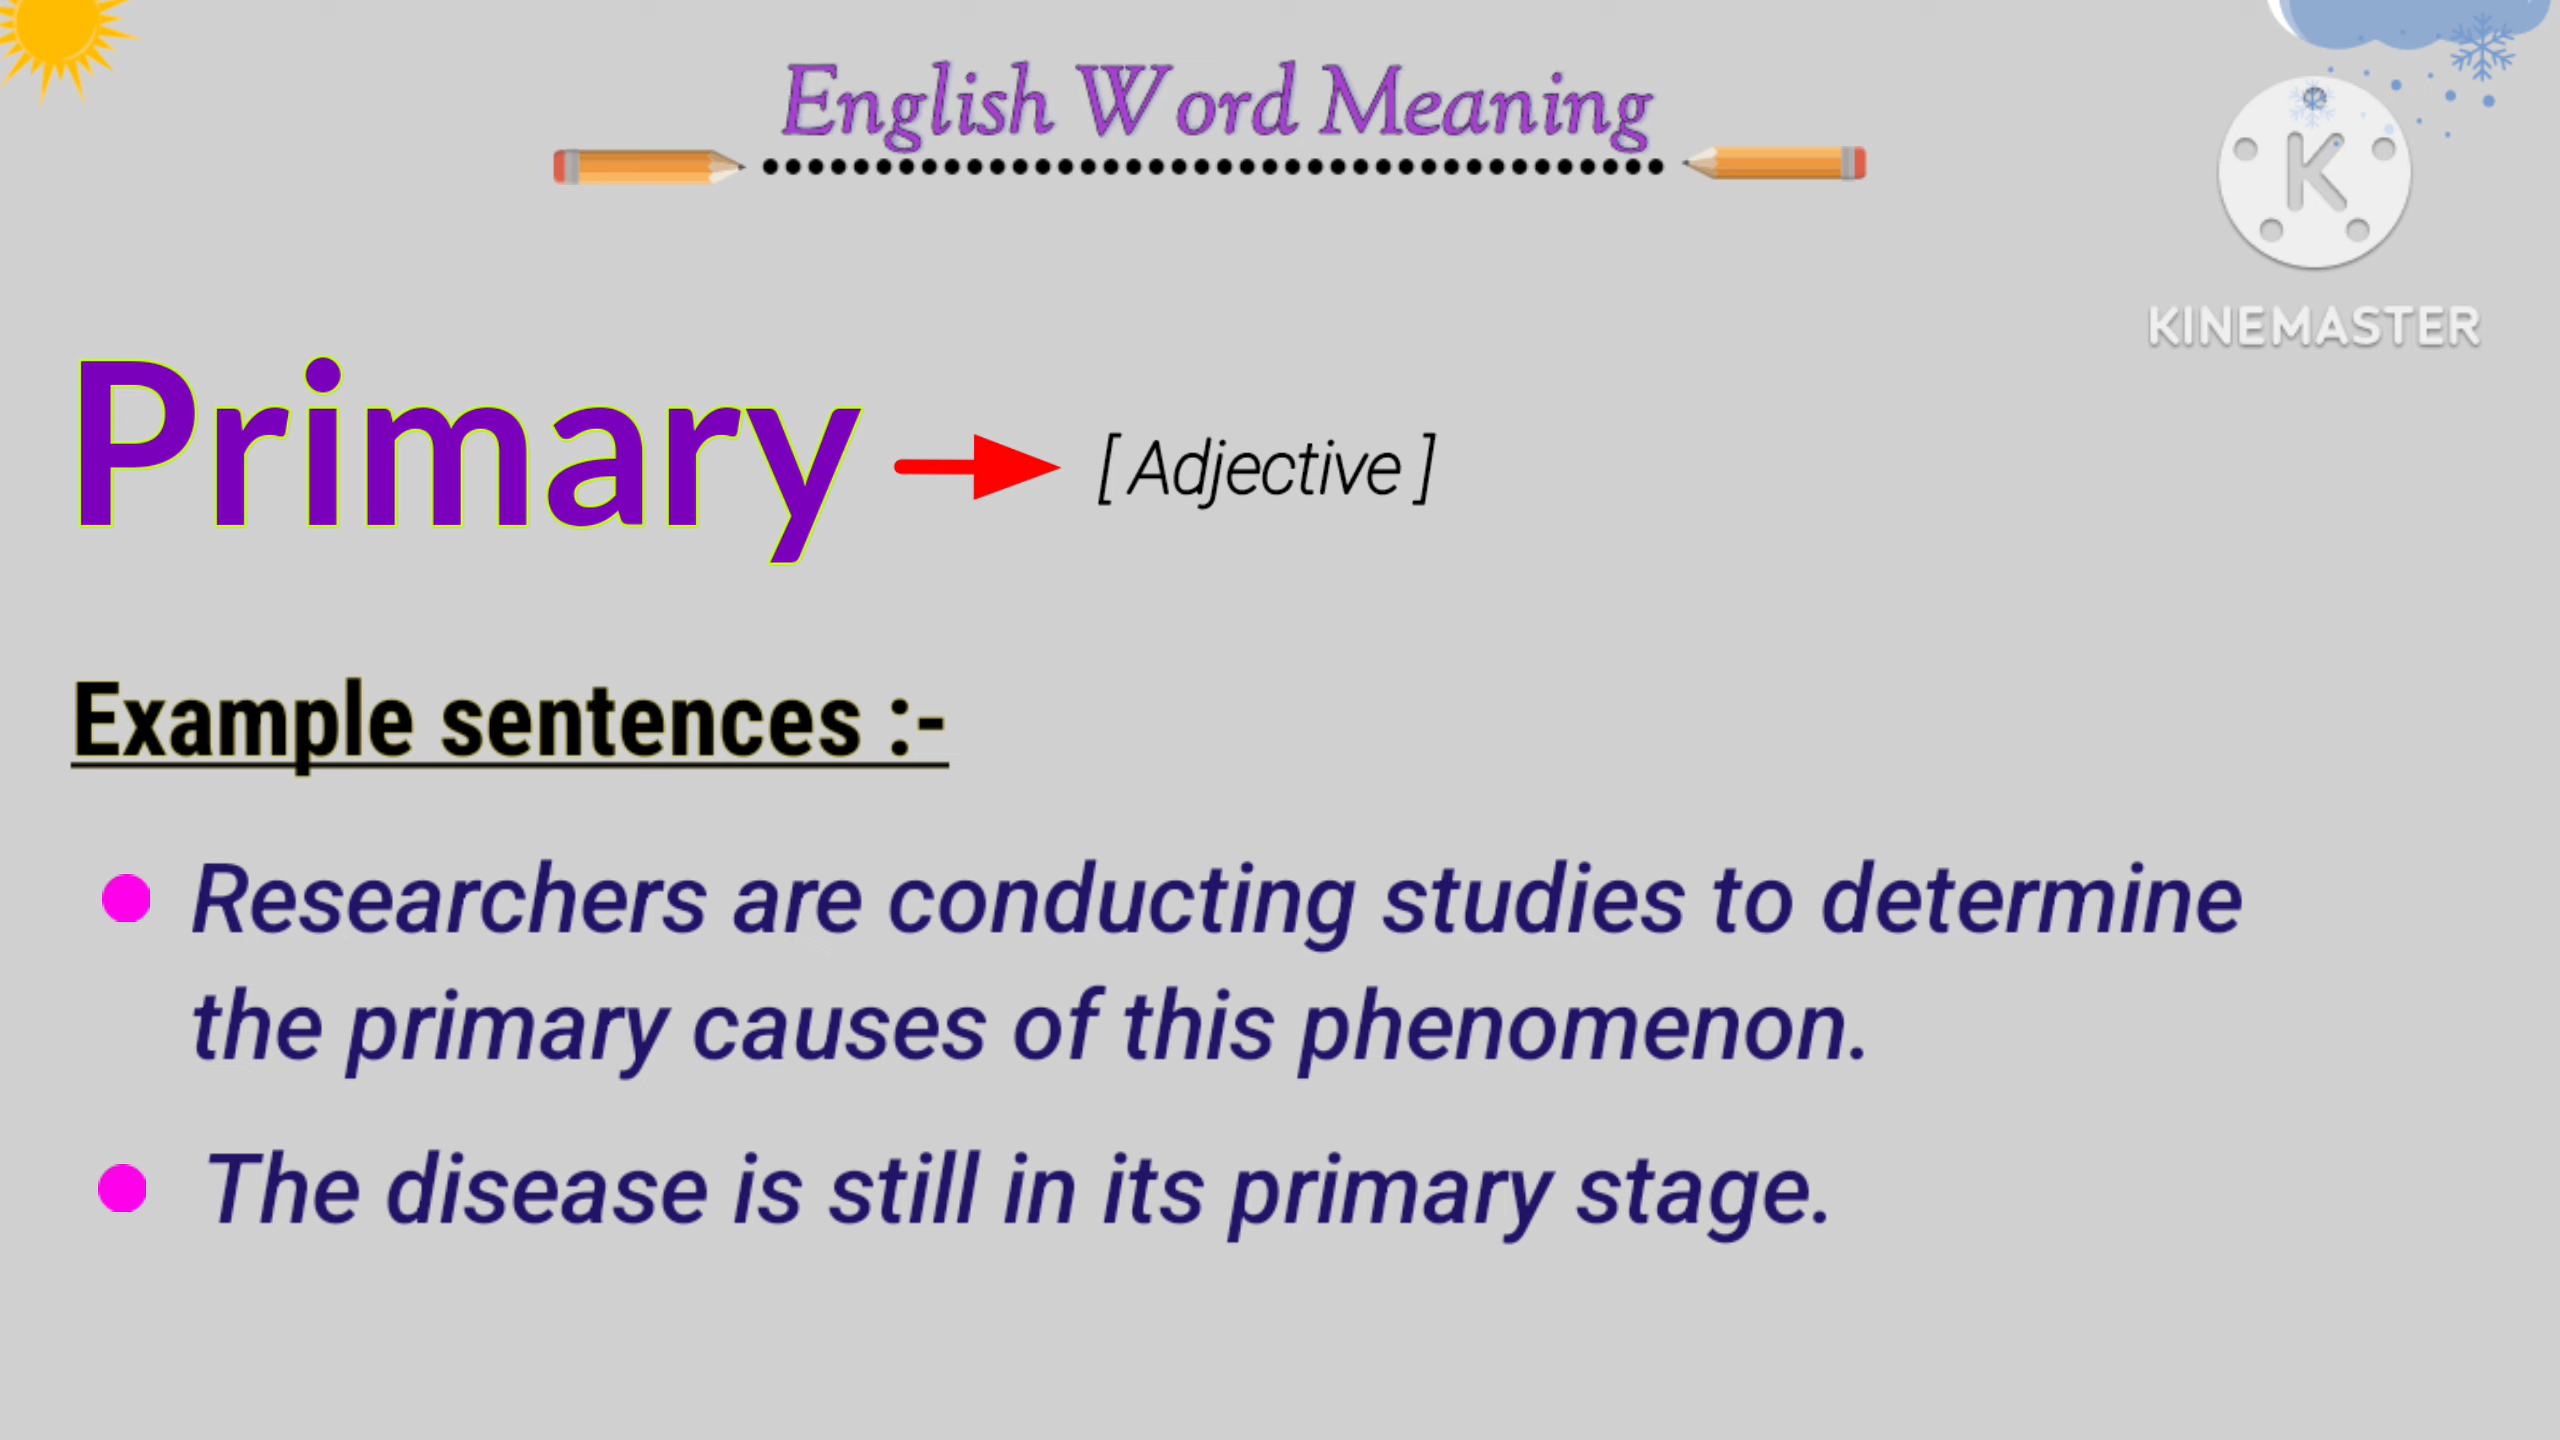 English Word Meaning
K
KINEMASTER
Primary [ Adjective ]
Example sentences :-
Researchers are conducting studies to determine
the primary causes of this phenomenon.
The disease is still in its primary stage.